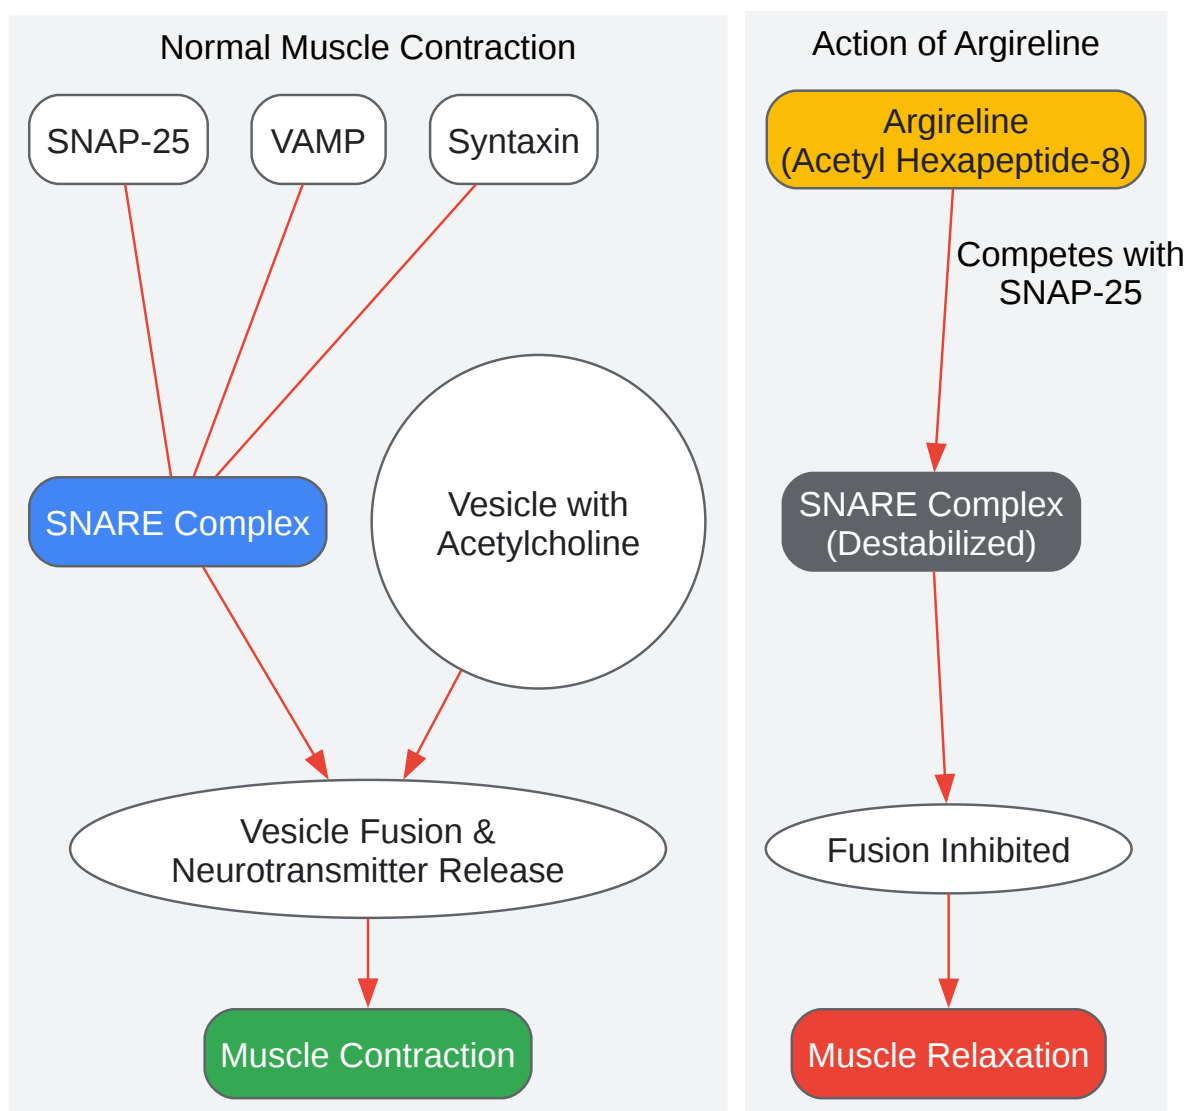 Normal Muscle Contraction
SNAP-25
VAMP
Syntaxin
SNARE Complex
Vesicle with
Acetylcholine
Vesicle Fusion &
Neurotransmitter Release
Muscle Contraction
Action of Argireline
Argireline
(Acetyl Hexapeptide-8)
Competes with
SNAP-25
SNARE Complex
(Destabilized)
Fusion Inhibited
Muscle Relaxation